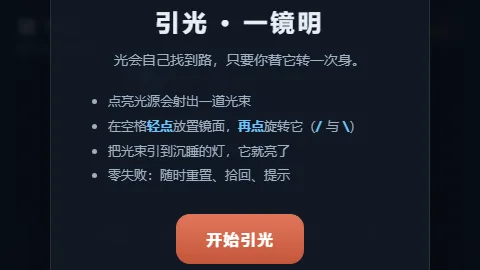 引光 · 一镜明
光会自己找到路，只要你替它转一次身。
点亮光源会射出一道光束
在空格轻点放置镜面，再点旋转它（/ 与 \）
把光束引到沉睡的灯，它就亮了
零失败：随时重置、拾回、提示
开始引光